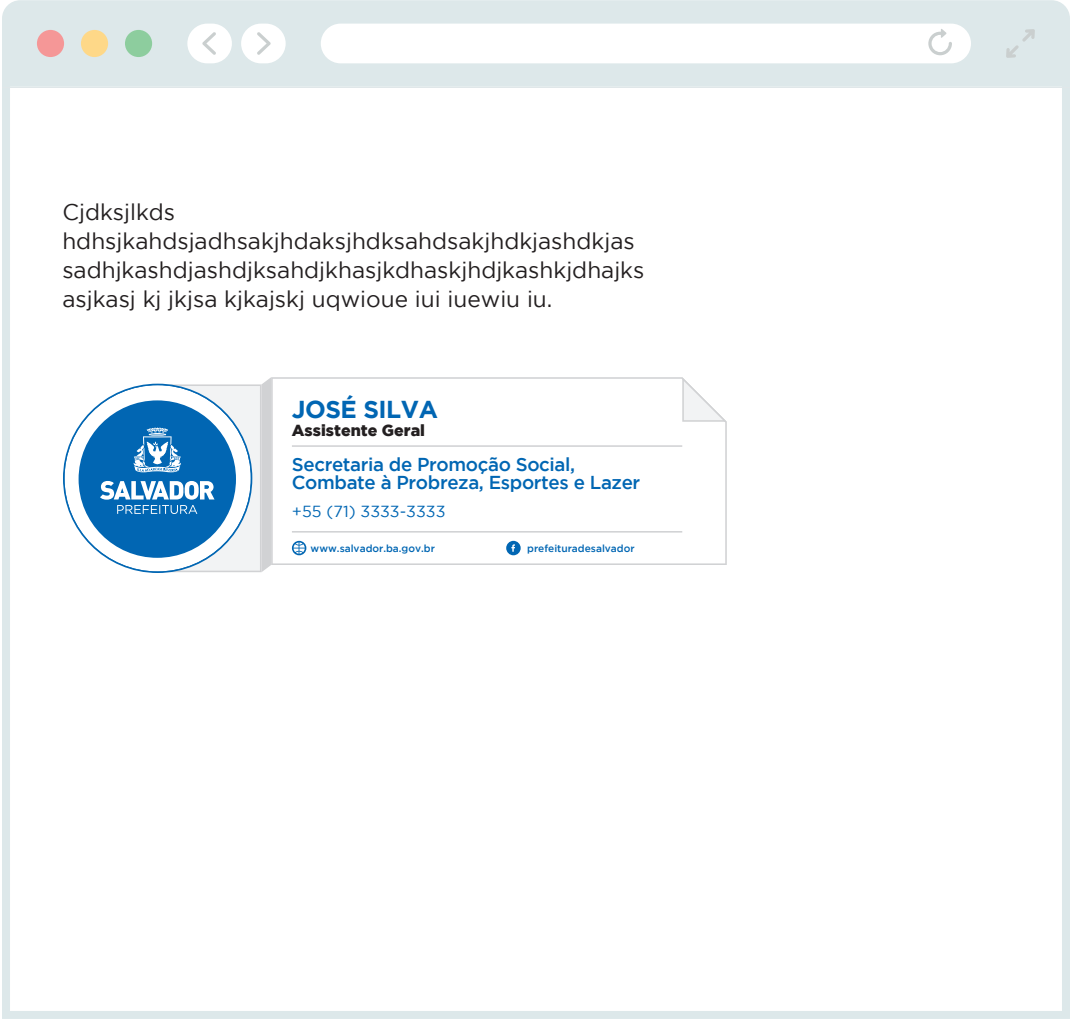 Cjdksjlkds
hdhsjkahdsjadhsakjhdaksjhdksahdsakjhdkjashdkjas
sadhjkashdjashdjksahdjkhasjkdhaskjhdjkashkjdhajks
asjkasj kj jkjsa kjkajskj uqwioue iui iuewiu iu.
SALVADOR
PREFEITURA
JOSÉ SILVA
Assistente Geral
Secretaria de Promoção Social,
Combate à Probreza, Esportes e Lazer
+55 (71) 3333-3333
www.salvador.ba.gov.br
prefeituradesalvador